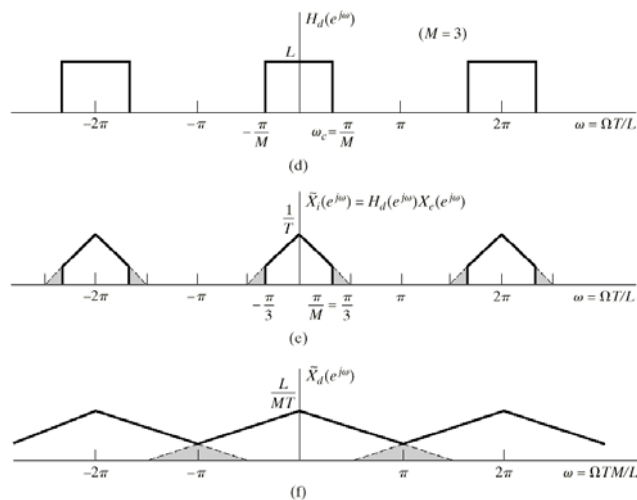 H_d(e^{jω})
(M = 3)
L
−2π −π −π/M ω_c = π/M π 2π ω = ΩT/L
(d)
X̃_i(e^{jω}) = H_d(e^{jω})X_e(e^{jω})
1/T
−2π −π −π/3 π/M = π/3 π 2π ω = ΩT/L
(e)
X̃_d(e^{jω})
L/MT
−2π −π π 2π ω = ΩTM/L
(f)